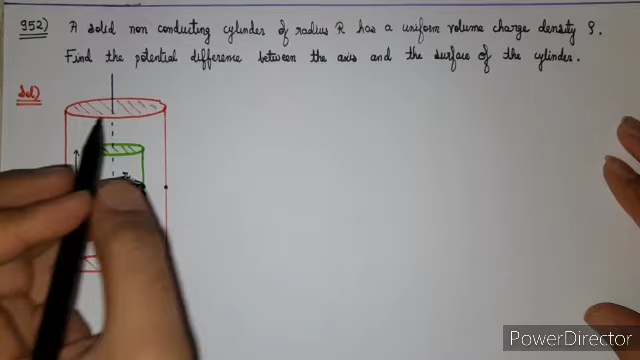 952) A solid non conducting cylinder of radius R has a uniform volume charge density ρ.
Find the potential difference between the axis and the surface of the cylinder.
Sol)
r
PowerDirector